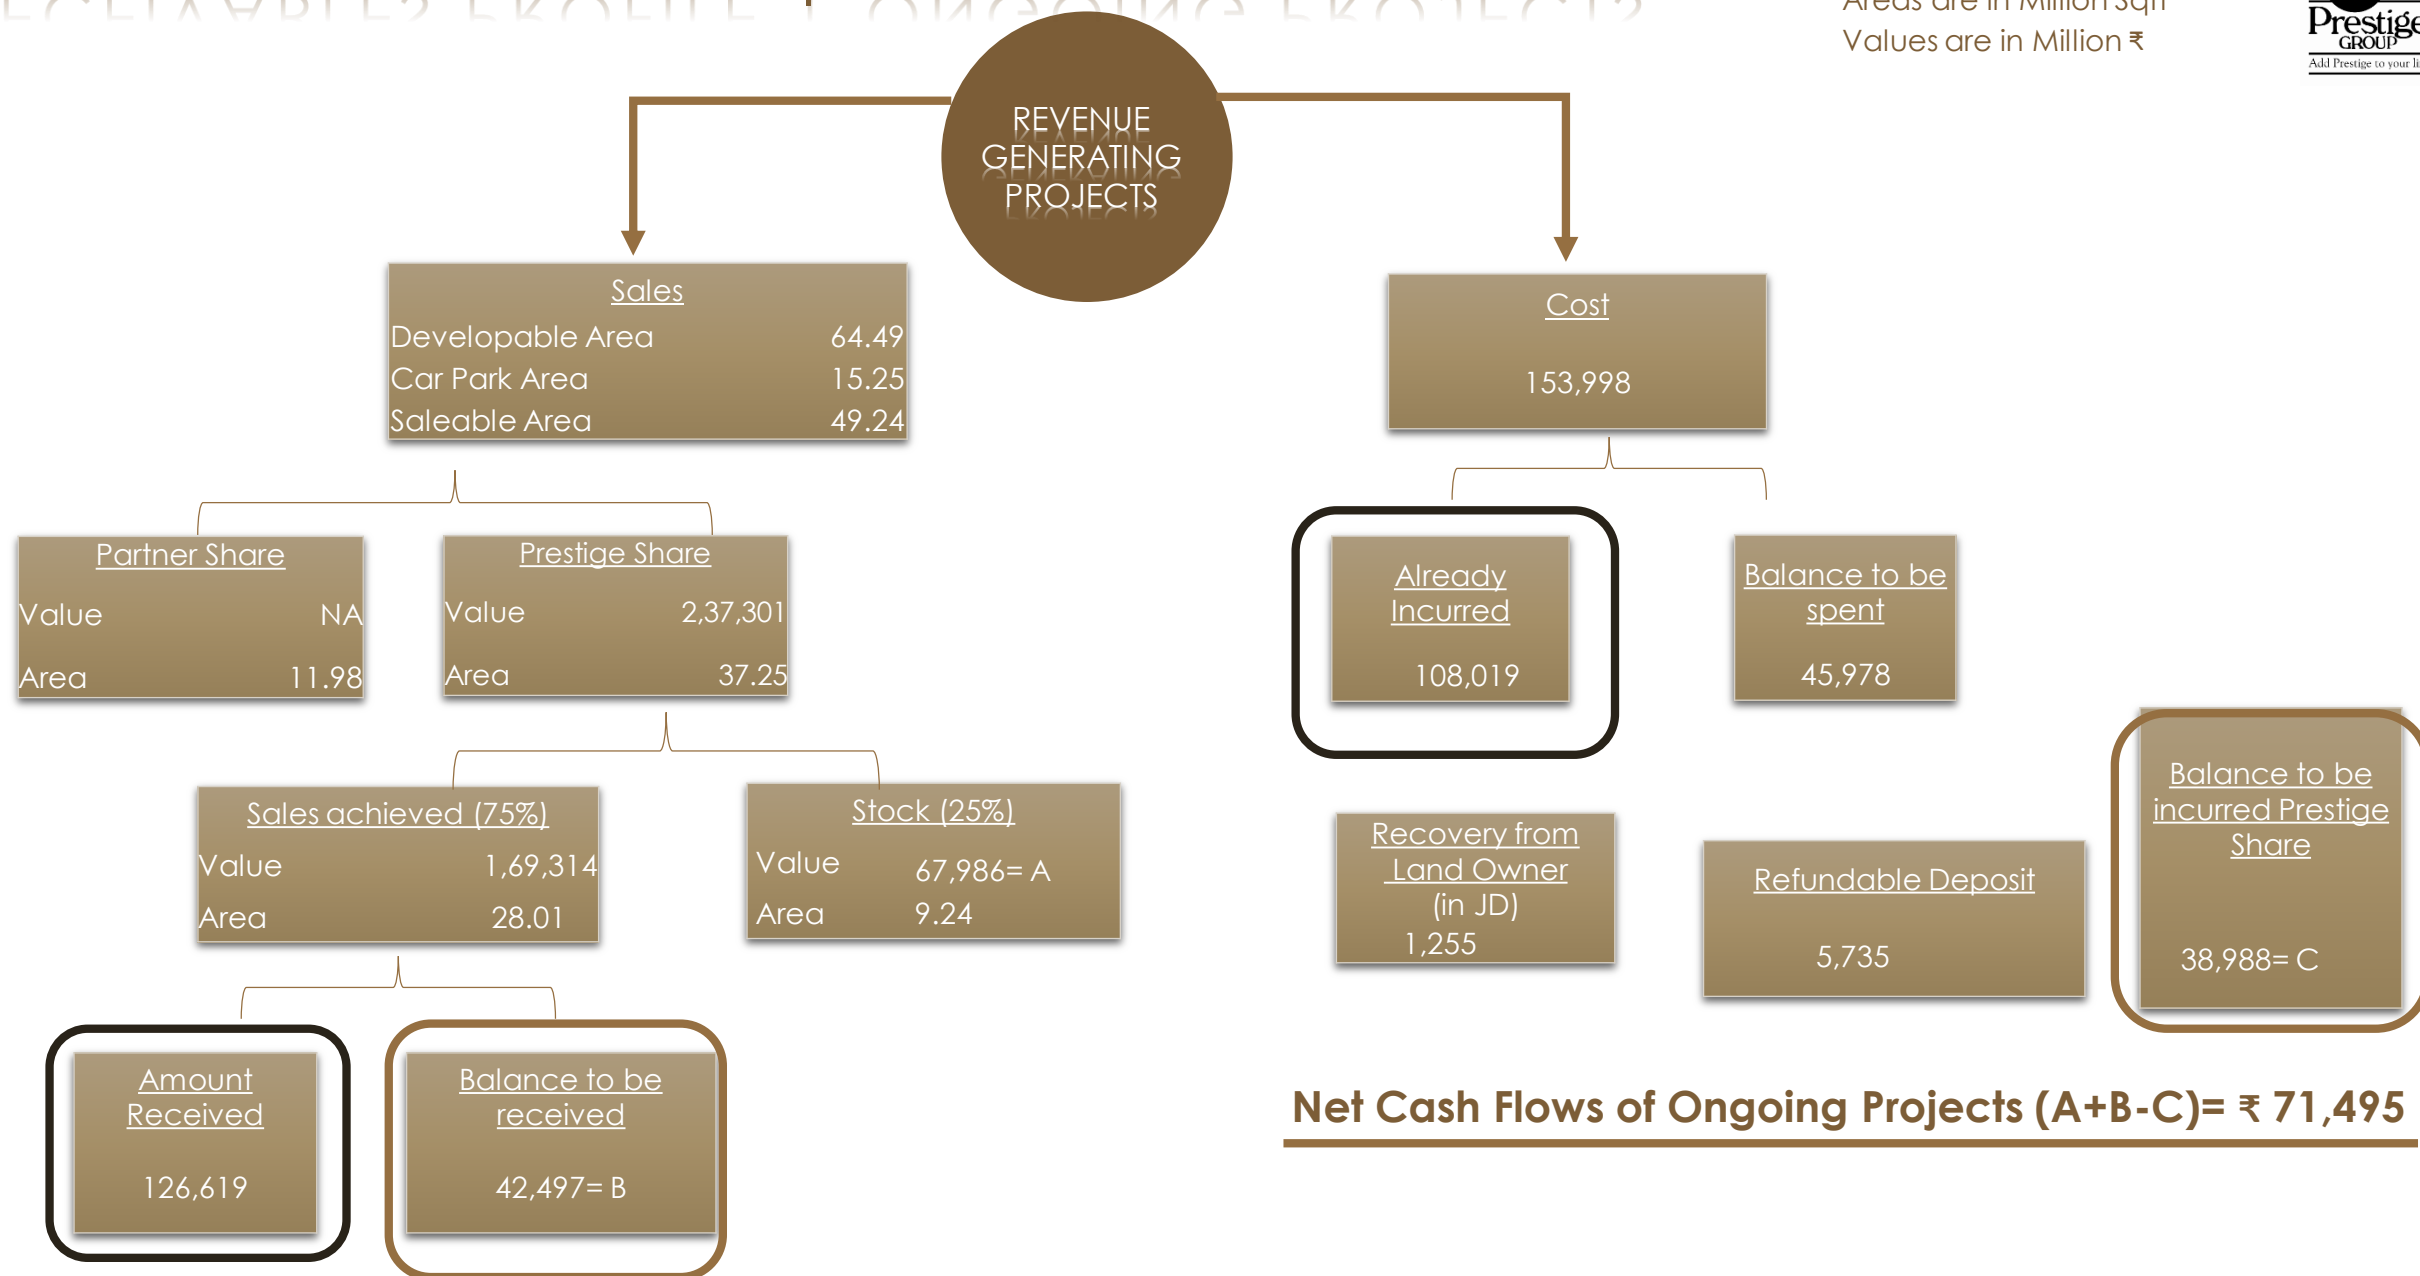 Areas are in Million Sqft
Values are in Million ₹
Prestige
GROUP
Add Prestige to your
REVENUE
GENERATING
PROJECTS
Sales
Developable Area 64.49
Car Park Area 15.25
Saleable Area 49.24
Cost
153,998
Partner Share
Value NA
Area 11.98
Prestige Share
Value 2,37,301
Area 37.25
Already
Incurred
108,019
Balance to be
spent
45,978
Sales achieved (75%)
Value 1,69,314
Area 28.01
Stock (25%)
Value 67,986= A
Area 9.24
Recovery from
Land Owner
(in JD)
1,255
Refundable Deposit
5,735
Balance to be
incurred Prestige
Share
38,988= C
Amount
Received
126,619
Balance to be
received
42,497= B
Net Cash Flows of Ongoing Projects (A+B-C)= ₹ 71,495